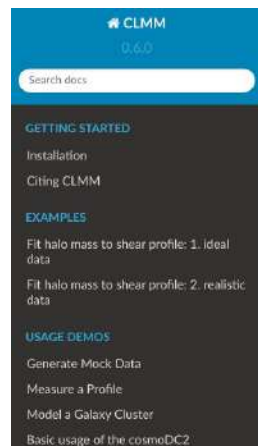 CLMM
0.6.0
Search docs
GETTING STARTED
Installation
Citing CLMM
EXAMPLES
Fit halo mass to shear profile: 1. ideal
data
Fit halo mass to shear profile: 2. realistic
data
USAGE DEMOS
Generate Mock Data
Measure a Profile
Model a Galaxy Cluster
Basic usage of the cosmoDC2